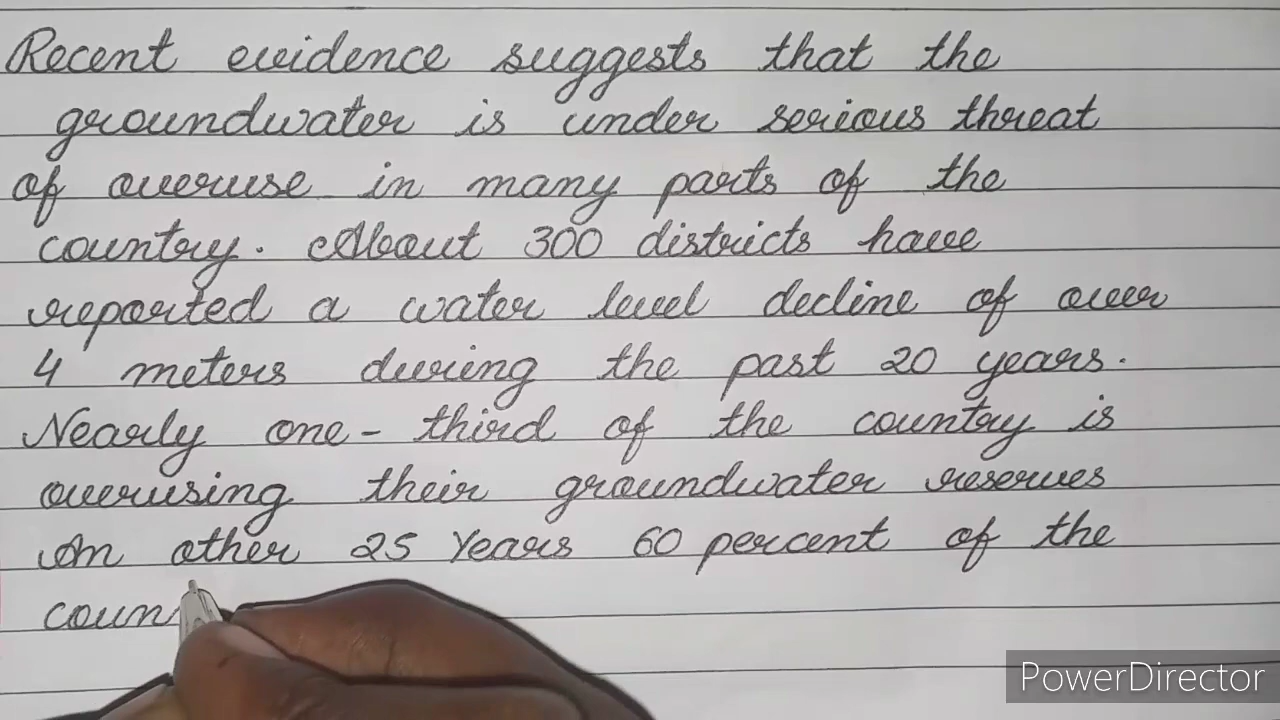 Recent evidence suggests that the
groundwater is under serious threat
of overuse in many parts of the
country. About 300 districts have
reported a water level decline of over
4 meters during the past 20 years.
Nearly one-third of the country is
overusing their groundwater reserves
An other 25 Years 60 percent of the
coun
PowerDirector